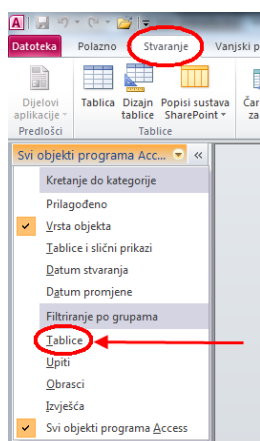 A
Datoteka Polazno Stvaranje Vanjski p
Dijelovi aplikacije
Tablica
Dizajn tablice
Popisi sustava SharePoint
Čar za
Predlošci Tablice
Svi objekti programa Acc... «
Kretanje do kategorije
Prilagođeno
Vrsta objekta
Tablice i slični prikazi
Datum stvaranja
Datum promjene
Filtriranje po grupama
Tablice
Upiti
Obrasci
Izvješća
Svi objekti programa Access